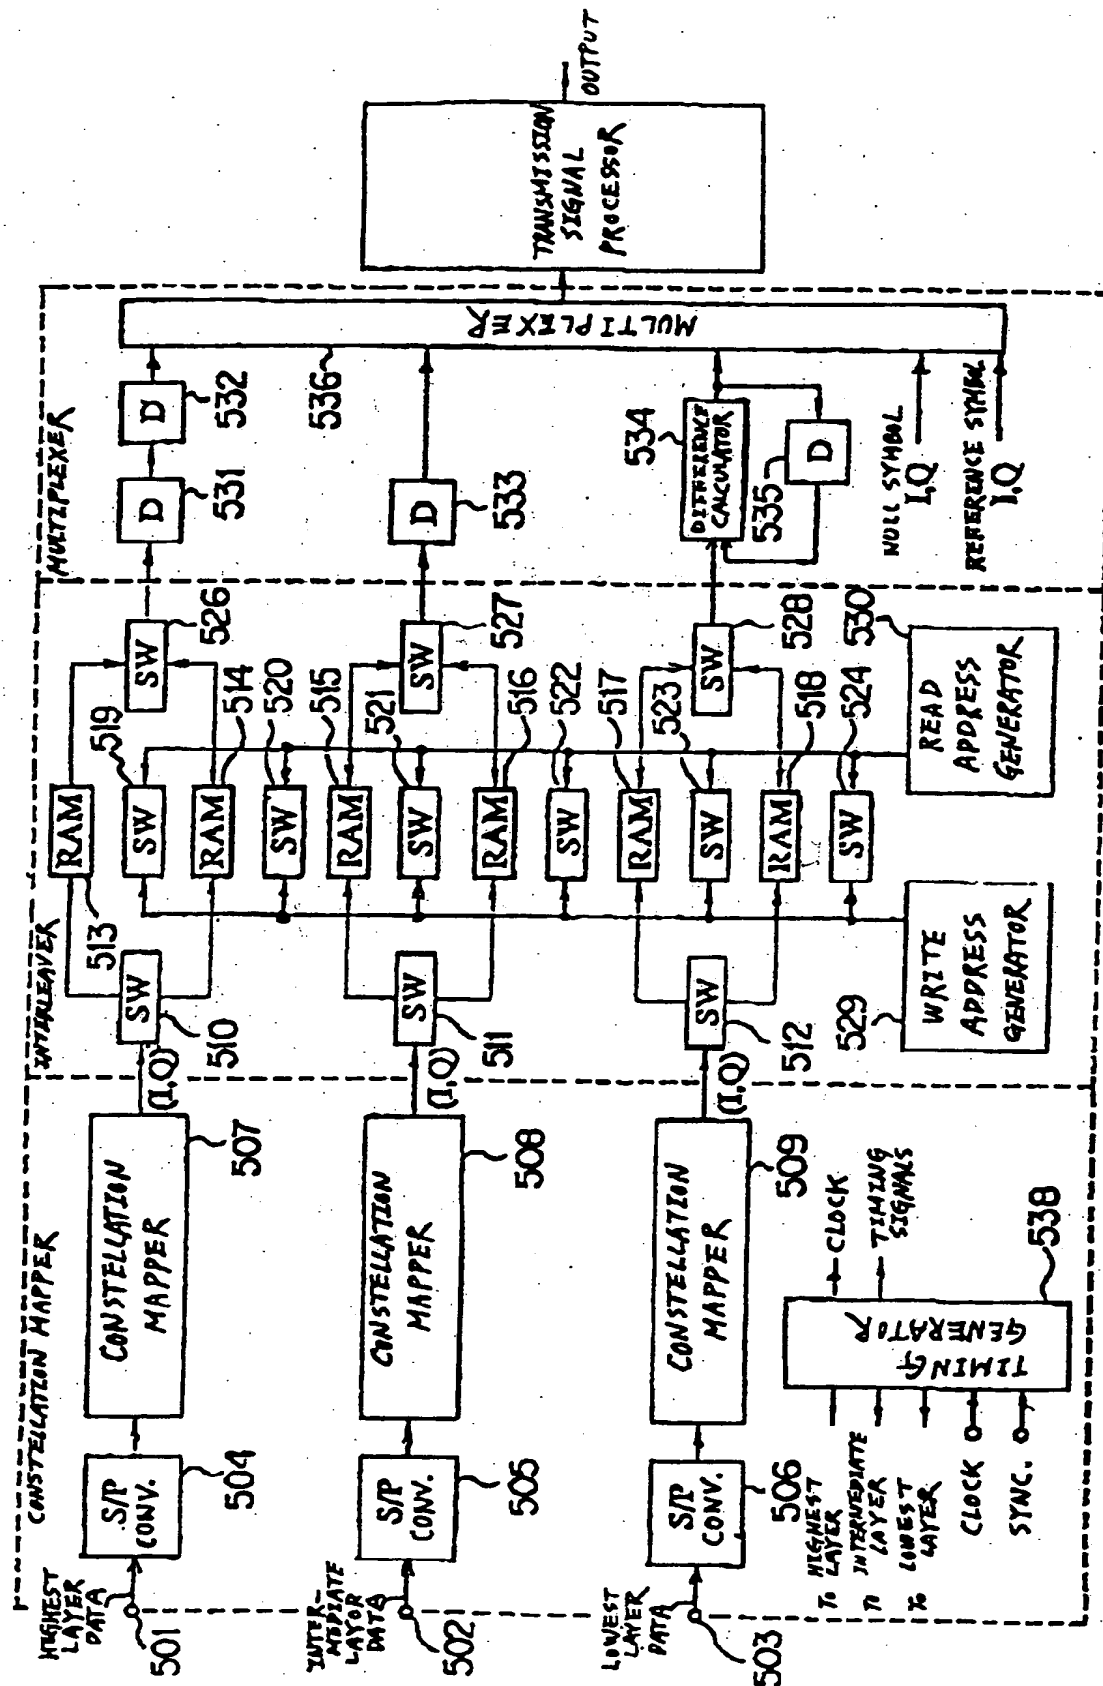 CONSTELLATION MAPPER
INTERLEAVER
MULTIPLEXER
HIGHEST
LAYER
DATA
501
S/P
CONV.
504
CONSTELLATION
MAPPER
507
(I,Q)
SW
510
RAM
513
SW
519
RAM
514
SW
520
SW
526
D
531
D
532
536
INTER-
MEDIATE
LAYOR
DATA
502
S/P
CONV.
505
CONSTELLATION
MAPPER
508
(I,Q)
SW
511
RAM
515
SW
521
RAM
516
SW
522
SW
527
D
533
LOWEST
LAYER
DATA
503
S/P
CONV.
506
CONSTELLATION
MAPPER
509
(I,Q)
SW
512
RAM
517
SW
523
RAM
518
SW
524
SW
528
DIFFERENCE
CALCULATOR
534
D
535
NULL SYMBOL
I,Q
REFERENCE SYMBOL
I,Q
MULTIPLEXER
TRANSMISSION
SIGNAL
PROCESSOR
OUTPUT
To HIGHEST
LAYER
To INTERMEDIATE
LAYER
To LOWEST
LAYER
CLOCK
SYNC.
TIMING
GENERATOR
538
CLOCK
TIMING
SIGNALS
529
WRITE
ADDRESS
GENERATOR
READ
ADDRESS
GENERATOR
530